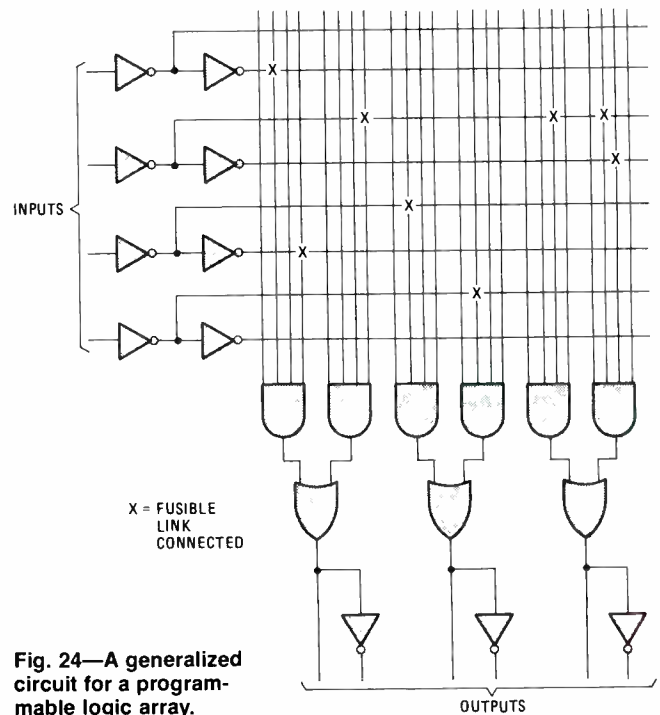 INPUTS
X
X
X
X
X
X
X
X
X = FUSIBLE
LINK
CONNECTED
Fig. 24—A generalized
circuit for a program-
mable logic array.
OUTPUTS